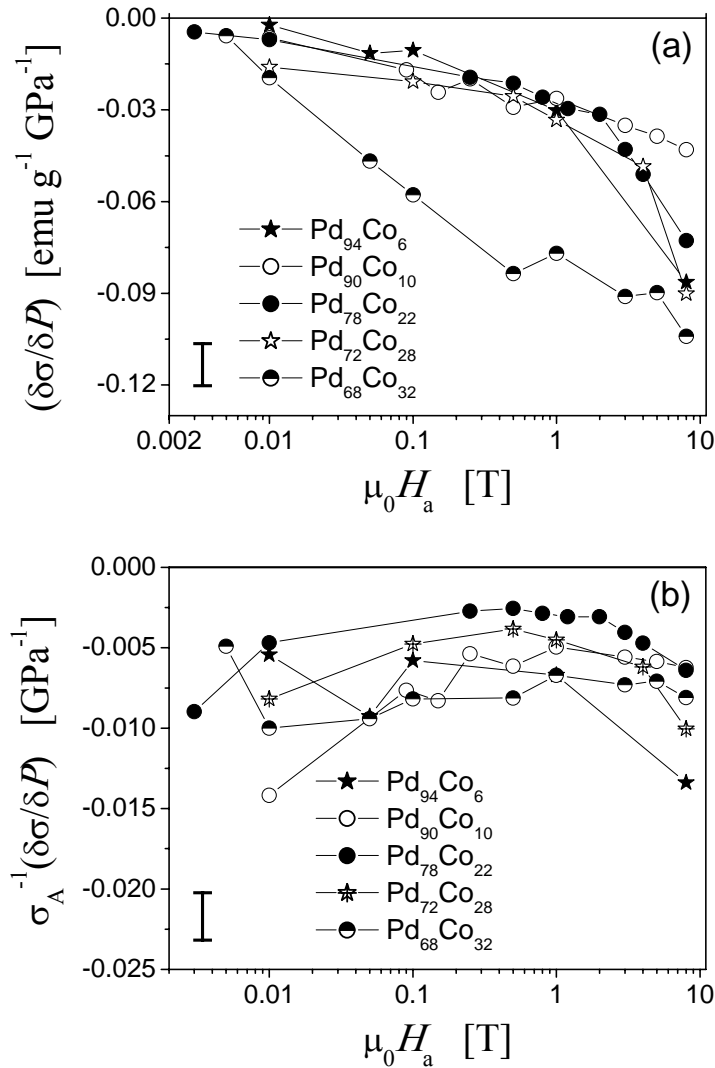 (a)
0.00
-0.03
-0.06
-0.09
-0.12
(δσ/δP) [emu g⁻¹ GPa⁻¹]
Pd₉₄Co₆
Pd₉₀Co₁₀
Pd₇₈Co₂₂
Pd₷₂Co₂₈
Pd₆₈Co₃₂
0.002 0.01 0.1 1 10
μ₀Hₐ [T]
(b)
0.000
-0.005
-0.010
-0.015
-0.020
-0.025
σ_A⁻¹(δσ/δP) [GPa⁻¹]
Pd₉₄Co₆
Pd₉₀Co₁₀
Pd₇₈Co₂₂
Pd₇₂Co₂₈
Pd₆₈Co₃₂
0.01 0.1 1 10
μ₀Hₐ [T]